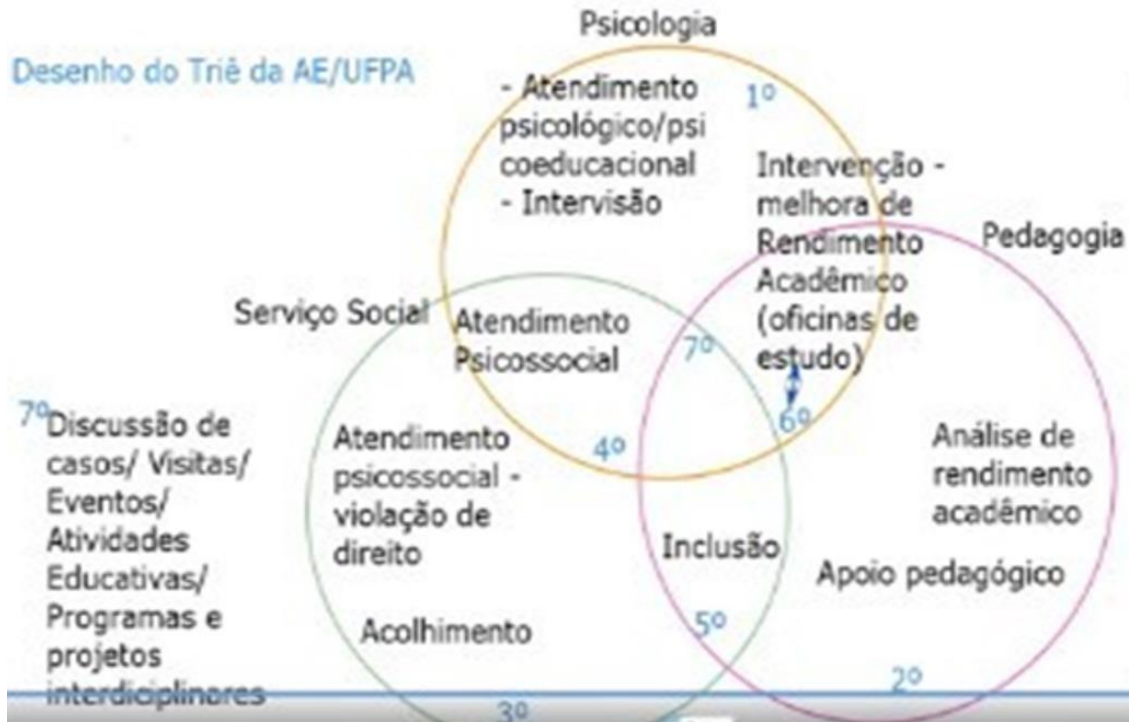 Psicologia
Desenho do Triê da AE/UFPA
- Atendimento
psicológico/psi
coeducacional
- Intervisão
1º
Intervenção -
melhora de
Rendimento
Acadêmico
(oficinas de
estudo)
Pedagogia
Serviço Social
Atendimento
Psicossocial
7º
6º
4º
7º
Discussão de
casos/ Visitas/
Eventos/
Atividades
Educativas/
Programas e
projetos
interdiciplinares
Atendimento
psicossocial -
violação de
direito
Acolhimento
Inclusão
5º
Análise de
rendimento
acadêmico
Apoio pedagógico
2º
3º